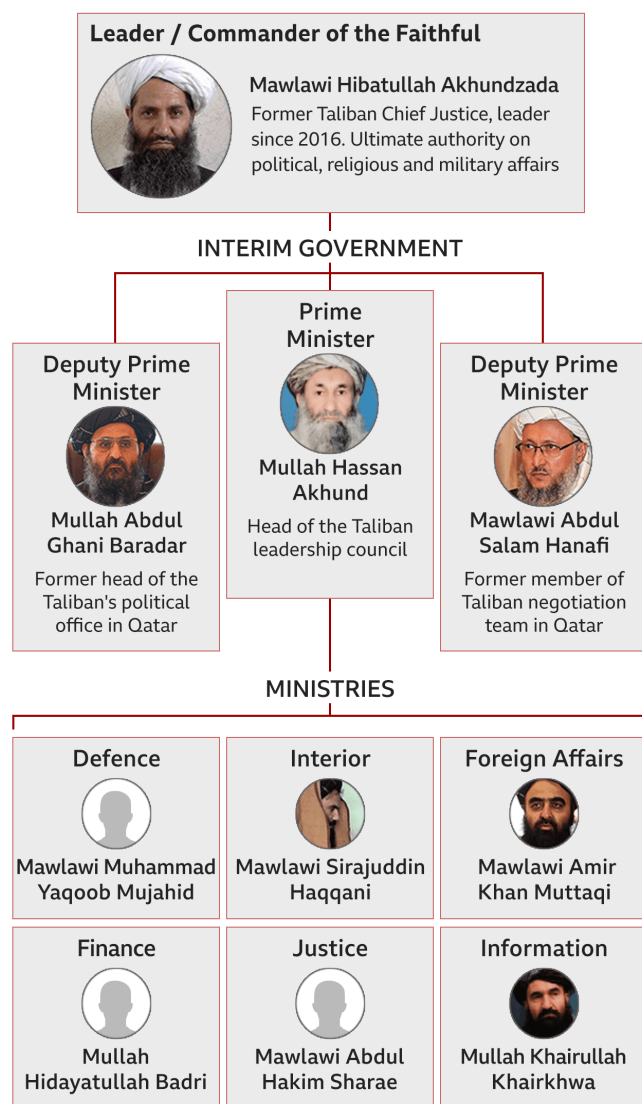 Leader / Commander of the Faithful
Mawlawi Hibatullah Akhundzada
Former Taliban Chief Justice, leader
since 2016. Ultimate authority on
political, religious and military affairs
INTERIM GOVERNMENT
Deputy Prime
Minister
Mullah Abdul
Ghani Baradar
Former head of the
Taliban's political
office in Qatar
Prime
Minister
Mullah Hassan
Akhund
Head of the Taliban
leadership council
Deputy Prime
Minister
Mawlawi Abdul
Salam Hanafi
Former member of
Taliban negotiation
team in Qatar
MINISTRIES
Defence
Mawlawi Muhammad
Yaqoob Mujahid
Interior
Mawlawi Sirajuddin
Haqqani
Foreign Affairs
Mawlawi Amir
Khan Muttaqi
Finance
Mullah
Hidayatullah Badri
Justice
Mawlawi Abdul
Hakim Sharae
Information
Mullah Khairullah
Khairkhwa